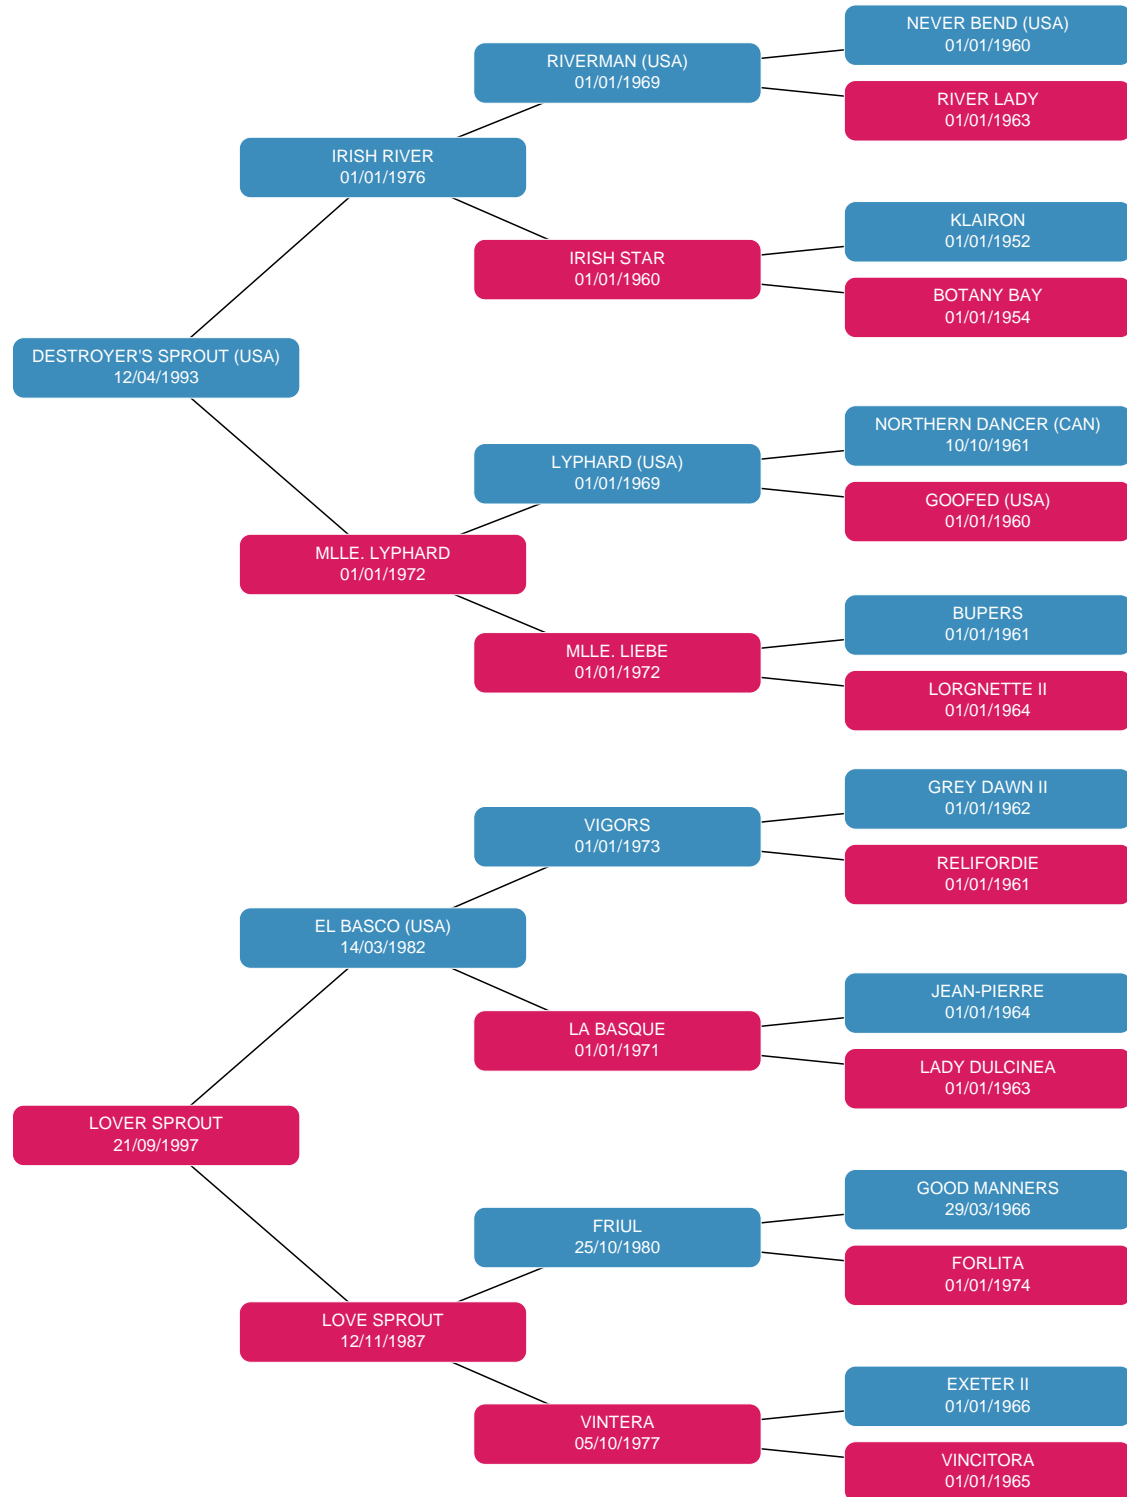 NEVER BEND (USA)
01/01/1960
RIVERMAN (USA)
01/01/1969
RIVER LADY
01/01/1963
IRISH RIVER
01/01/1976
KLAIRON
01/01/1952
IRISH STAR
01/01/1960
BOTANY BAY
01/01/1954
DESTROYER'S SPROUT (USA)
12/04/1993
NORTHERN DANCER (CAN)
10/10/1961
LYPHARD (USA)
01/01/1969
GOOFED (USA)
01/01/1960
MLLE. LYPHARD
01/01/1972
BUPERS
01/01/1961
MLLE. LIEBE
01/01/1972
LORGNETTE II
01/01/1964
GREY DAWN II
01/01/1962
VIGORS
01/01/1973
RELIFORDIE
01/01/1961
EL BASCO (USA)
14/03/1982
JEAN-PIERRE
01/01/1964
LA BASQUE
01/01/1971
LADY DULCINEA
01/01/1963
LOVER SPROUT
21/09/1997
GOOD MANNERS
29/03/1966
FRIUL
25/10/1980
FORLITA
01/01/1974
LOVE SPROUT
12/11/1987
EXETER II
01/01/1966
VINTERA
05/10/1977
VINCITORA
01/01/1965